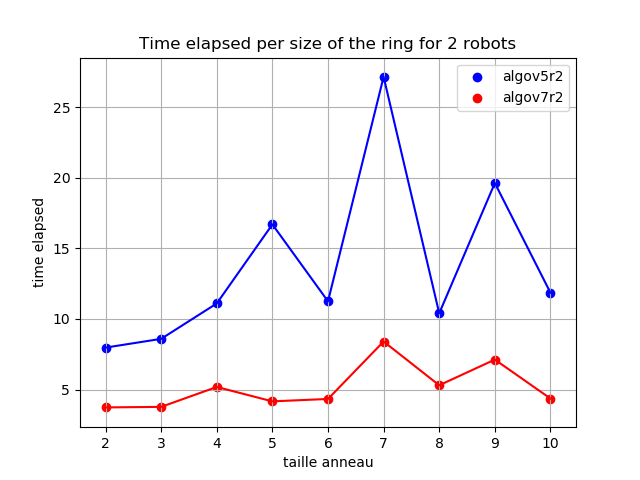 Time elapsed per size of the ring for 2 robots
algov5r2
algov7r2
time elapsed
25
20
15
10
5
2 3 4 5 6 7 8 9 10
taille anneau